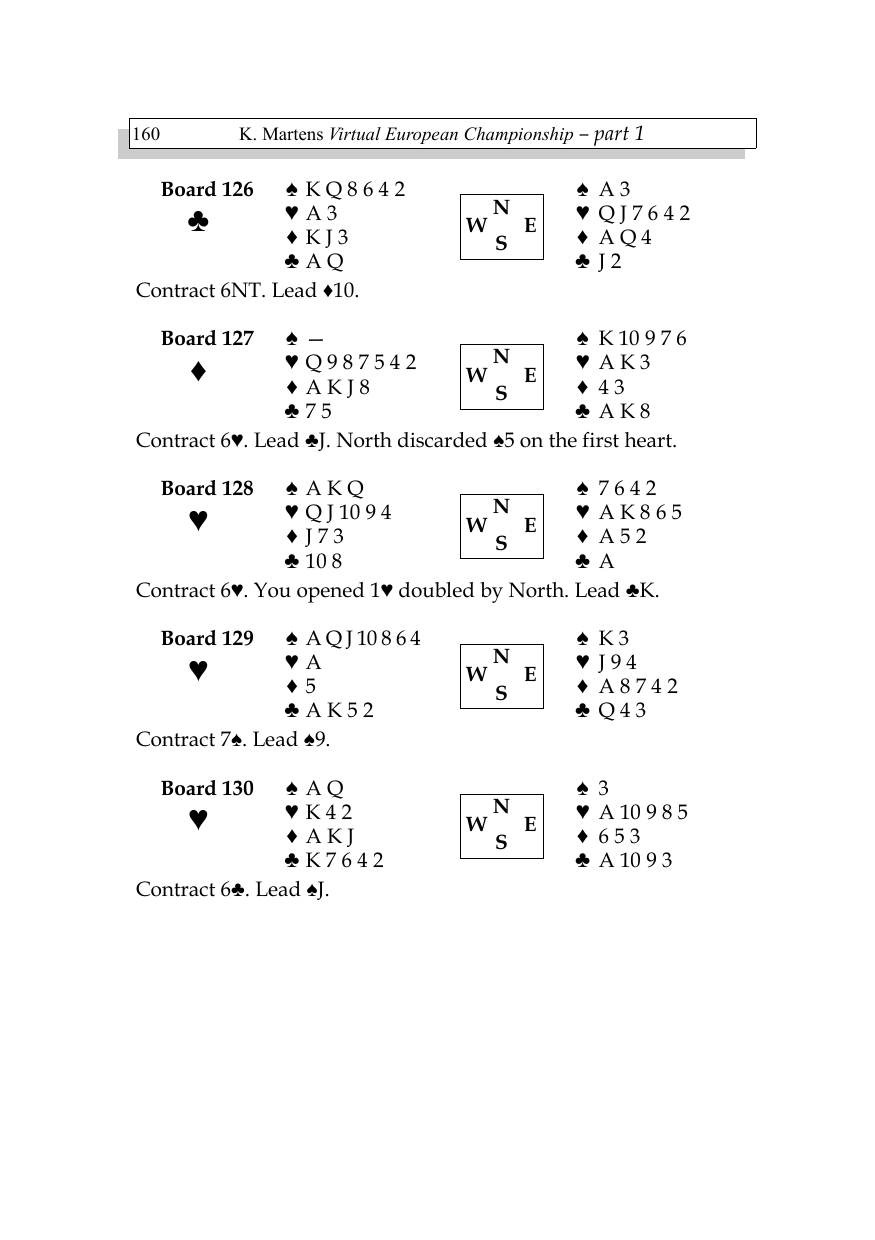 160 K. Martens Virtual European Championship – part 1
Board 126 ♠ K Q 8 6 4 2 N ♠ A 3
♣ ♥ A 3 W E ♥ Q J 7 6 4 2
♦ K J 3 S ♦ A Q 4
♣ A Q ♣ J 2
Contract 6NT. Lead ♦10.
Board 127 ♠ — N ♠ K 10 9 7 6
♦ ♥ Q 9 8 7 5 4 2 W E ♥ A K 3
♦ A K J 8 S ♦ 4 3
♣ 7 5 ♣ A K 8
Contract 6♥. Lead ♣J. North discarded ♠5 on the first heart.
Board 128 ♠ A K Q N ♠ 7 6 4 2
♥ ♥ Q J 10 9 4 W E ♥ A K 8 6 5
♦ J 7 3 S ♦ A 5 2
♣ 10 8 ♣ A
Contract 6♥. You opened 1♥ doubled by North. Lead ♣K.
Board 129 ♠ A Q J 10 8 6 4 N ♠ K 3
♥ ♥ A W E ♥ J 9 4
♦ 5 S ♦ A 8 7 4 2
♣ A K 5 2 ♣ Q 4 3
Contract 7♠. Lead ♠9.
Board 130 ♠ A Q N ♠ 3
♥ ♥ K 4 2 W E ♥ A 10 9 8 5
♦ A K J S ♦ 6 5 3
♣ K 7 6 4 2 ♣ A 10 9 3
Contract 6♣. Lead ♠J.